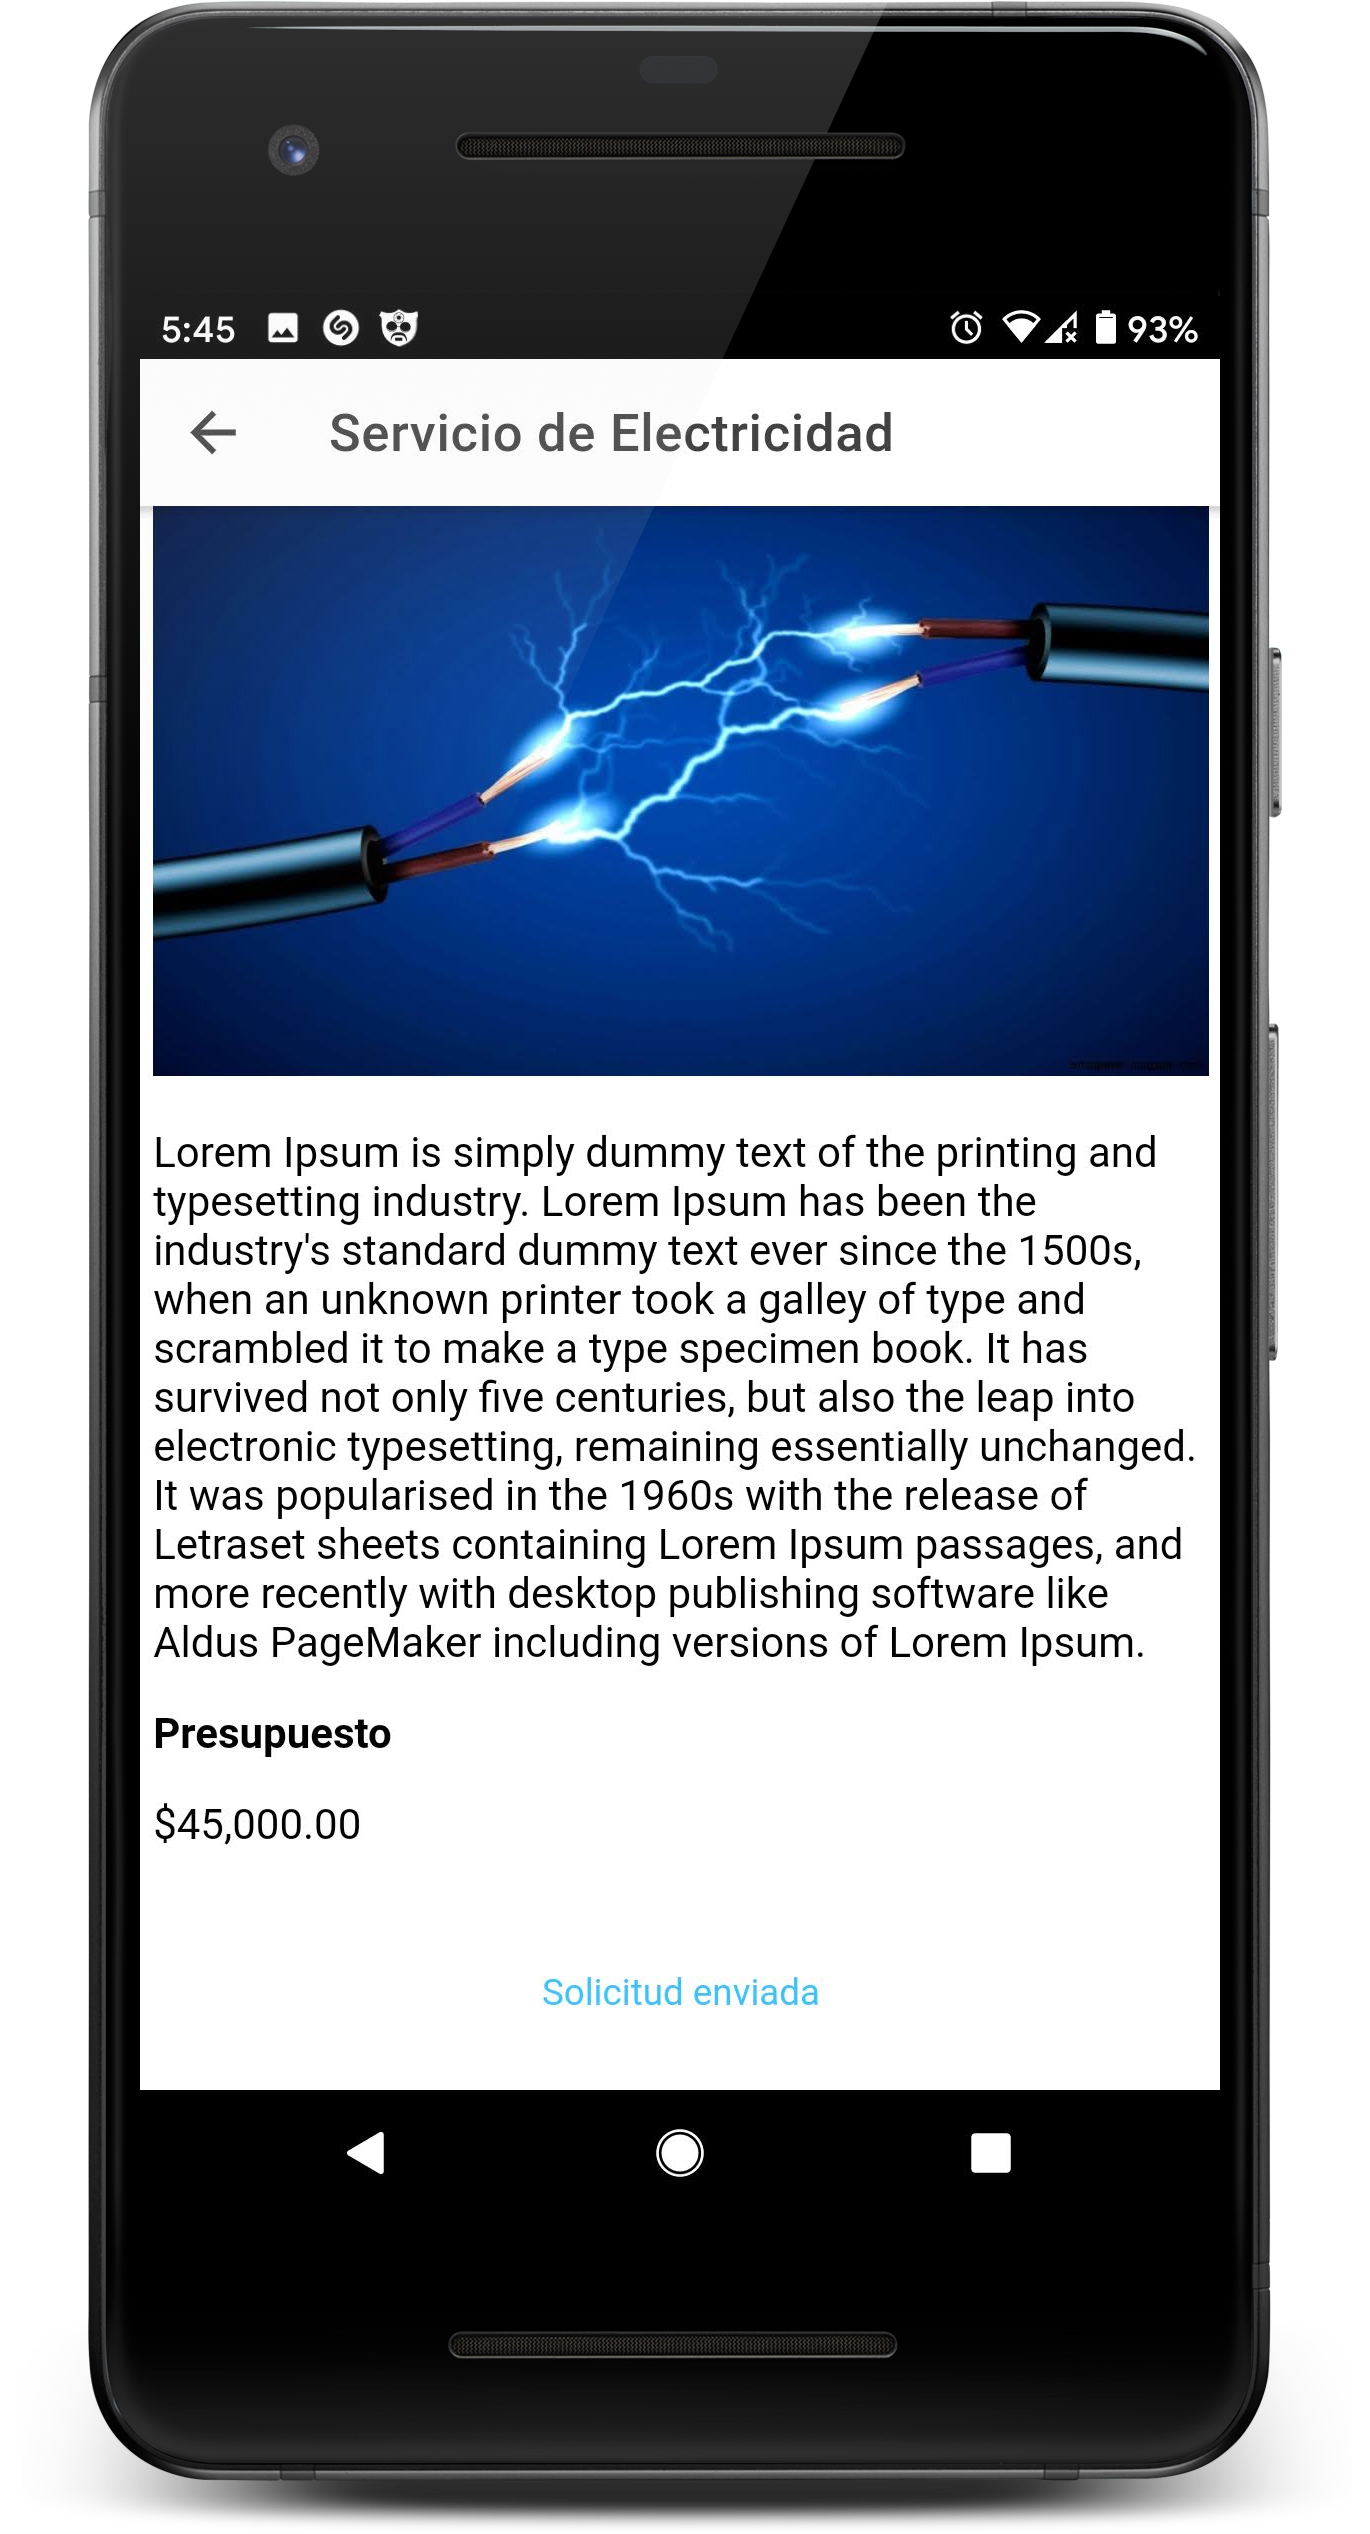 5:45
93%
Servicio de Electricidad
Lorem Ipsum is simply dummy text of the printing and
typesetting industry. Lorem Ipsum has been the
industry's standard dummy text ever since the 1500s,
when an unknown printer took a galley of type and
scrambled it to make a type specimen book. It has
survived not only five centuries, but also the leap into
electronic typesetting, remaining essentially unchanged.
It was popularised in the 1960s with the release of
Letraset sheets containing Lorem Ipsum passages, and
more recently with desktop publishing software like
Aldus PageMaker including versions of Lorem Ipsum.
Presupuesto
$45,000.00
Solicitud enviada